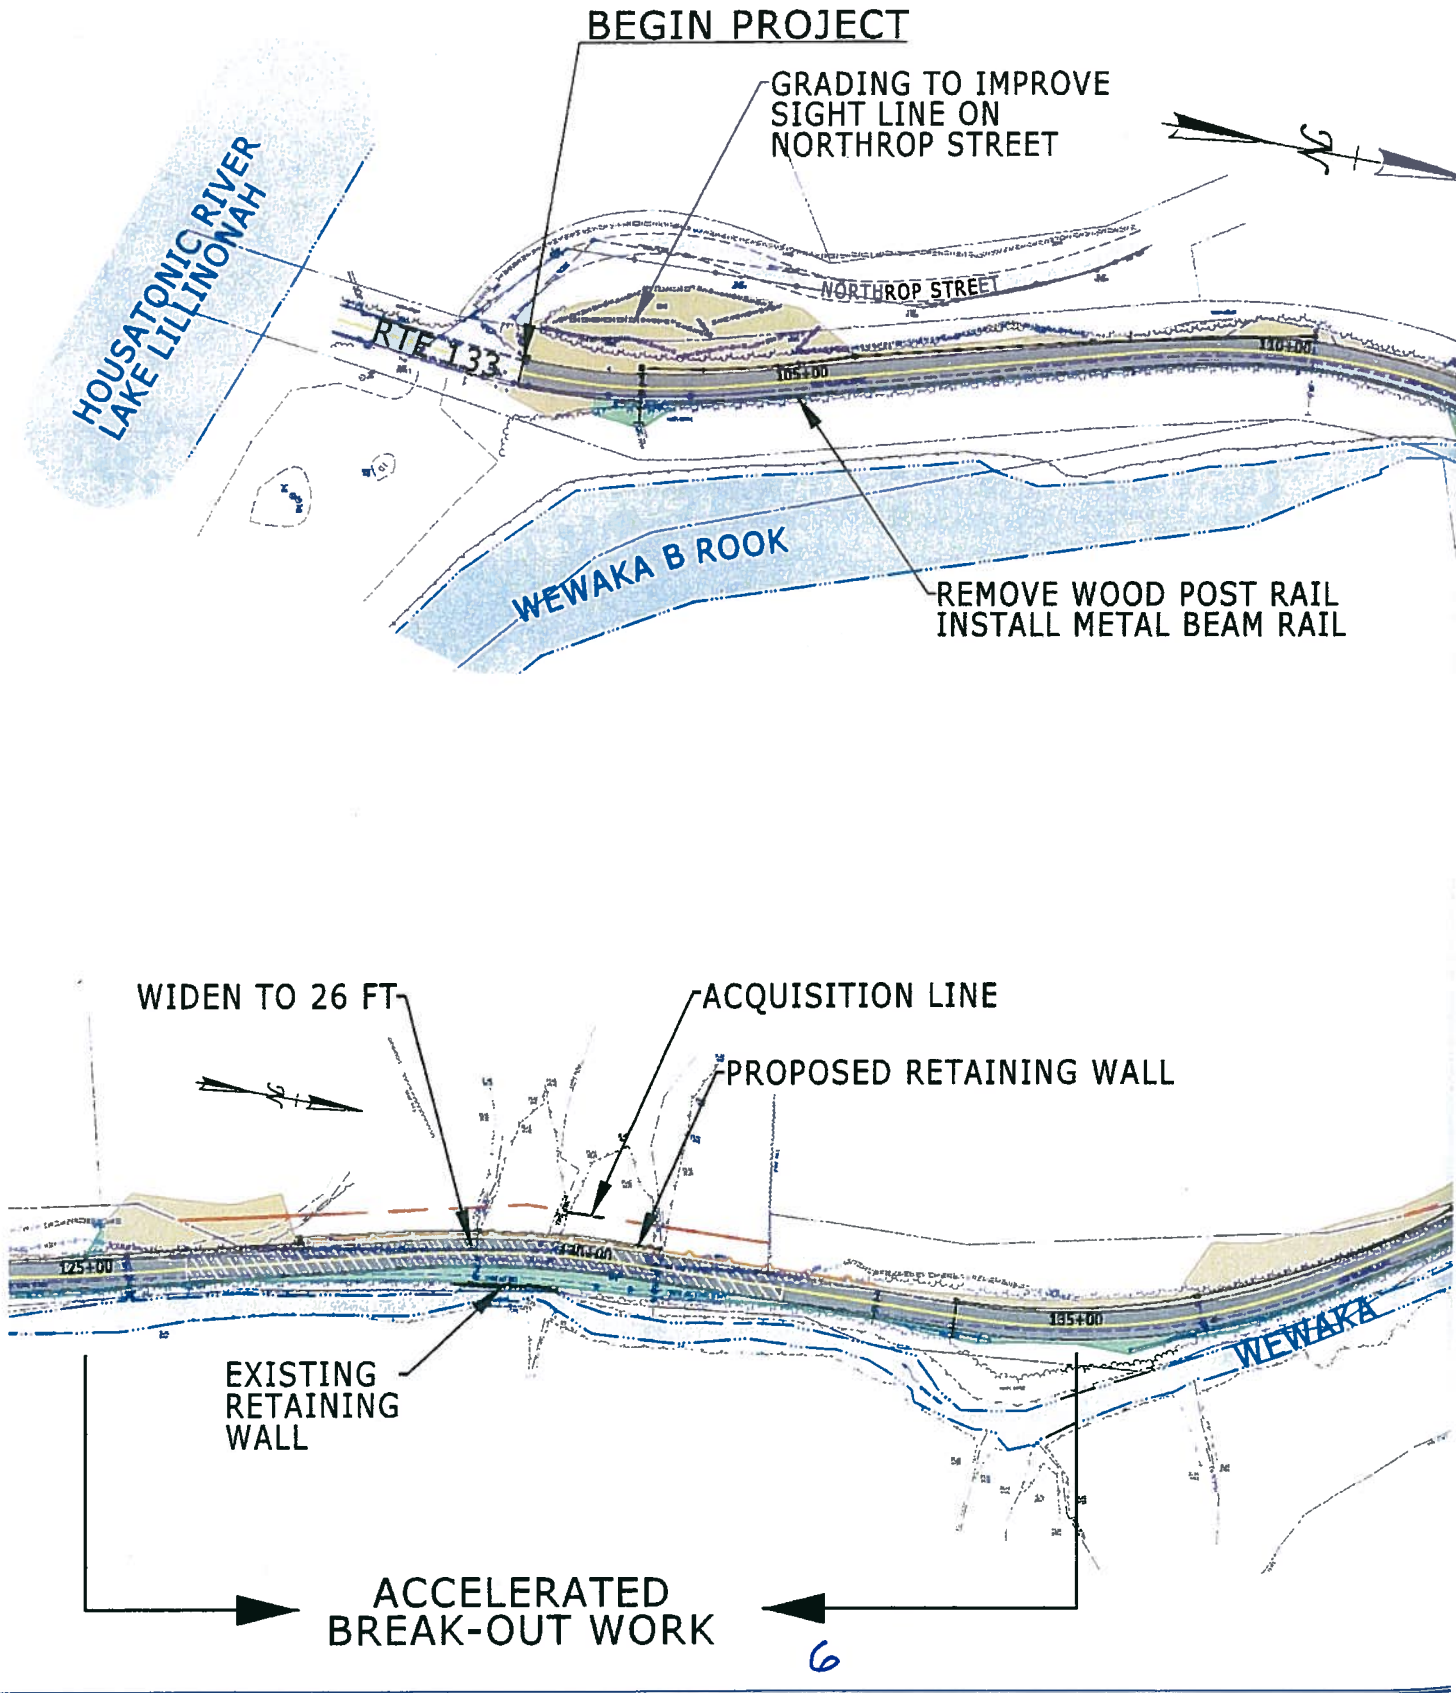 BEGIN PROJECT
GRADING TO IMPROVE
SIGHT LINE ON
NORTHROP STREET
N
HOUSATONIC RIVER
LAKE LILLINONAH
NORTHROP STREET
RTE 133
105+00
110+00
WEWAKA B ROOK
REMOVE WOOD POST RAIL
INSTALL METAL BEAM RAIL
WIDEN TO 26 FT
ACQUISITION LINE
PROPOSED RETAINING WALL
N
125+00
135+00
WEWAKA
EXISTING
RETAINING
WALL
ACCELERATED
BREAK-OUT WORK
6